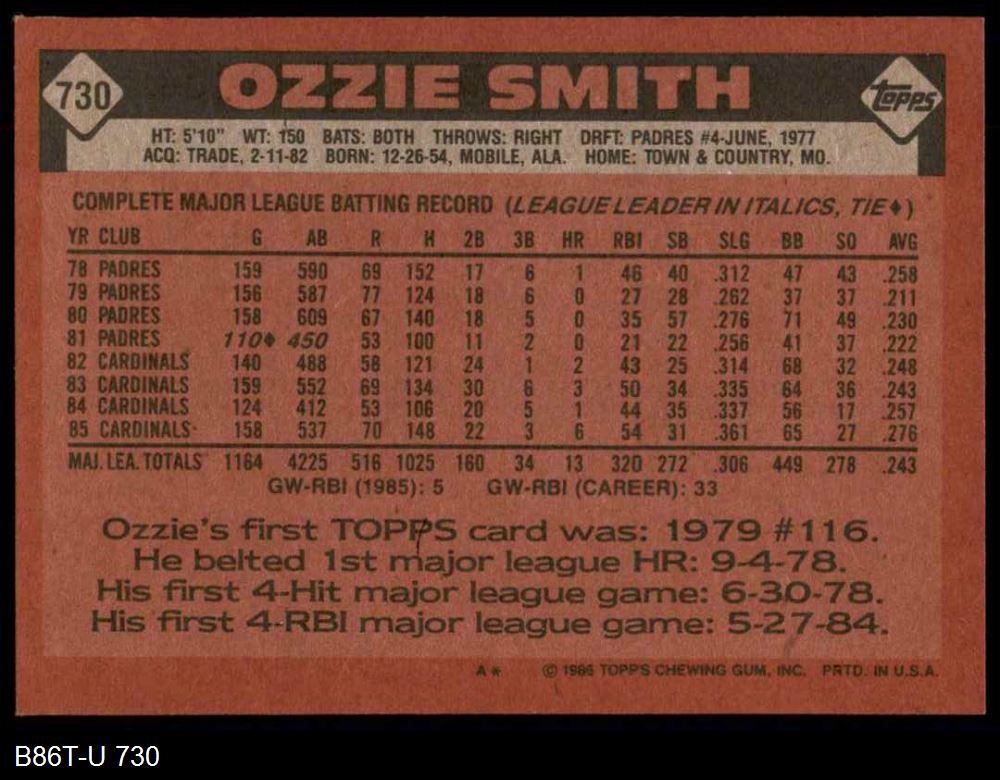 730 OZZIE SMITH Topps
HT: 5'10" WT: 150 BATS: BOTH THROWS: RIGHT DRFT: PADRES #4-JUNE, 1977
ACQ: TRADE, 2-11-82 BORN: 12-26-54, MOBILE, ALA. HOME: TOWN & COUNTRY, MO.
COMPLETE MAJOR LEAGUE BATTING RECORD (LEAGUE LEADER IN ITALICS, TIE♦)
YR CLUB G AB R H 2B 3B HR RBI SB SLG BB SO AVG
78 PADRES 159 590 69 152 17 6 1 46 40 .312 47 43 .258
79 PADRES 156 587 77 124 18 6 0 27 28 .262 37 37 .211
80 PADRES 158 609 67 140 18 5 0 35 57 .276 71 49 .230
81 PADRES 110♦ 450 53 100 11 2 0 21 22 .256 41 37 .222
82 CARDINALS 140 488 58 121 24 1 2 43 25 .314 68 32 .248
83 CARDINALS 159 552 69 134 30 6 3 50 34 .335 64 36 .243
84 CARDINALS 124 412 53 106 20 5 1 44 35 .337 56 17 .257
85 CARDINALS 158 537 70 148 22 3 6 54 31 .361 65 27 .276
MAJ. LEA. TOTALS 1164 4225 516 1025 160 34 13 320 272 .306 449 278 .243
GW-RBI (1985): 5 GW-RBI (CAREER): 33
Ozzie's first TOPPS card was: 1979 #116.
He belted 1st major league HR: 9-4-78.
His first 4-Hit major league game: 6-30-78.
His first 4-RBI major league game: 5-27-84.
A* © 1986 TOPPS CHEWING GUM, INC. PRTD. IN U.S.A.
B86T-U 730